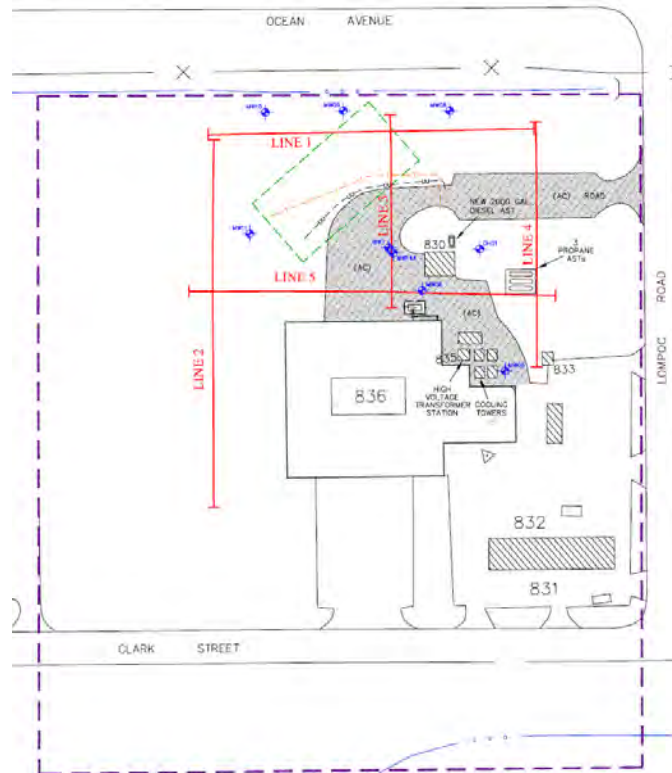 OCEAN AVENUE
LINE 1
NEW 2000 GAL
DIESEL AST
(AC) ROAD
LINE 3
LINE 4
830
3
PROPANE
ASTs
(AC)
LINE 5
(AC)
LOMPOC ROAD
LINE 2
835
833
836
HIGH
VOLTAGE
TRANSFORMER
STATION
COOLING
TOWERS
832
831
CLARK STREET